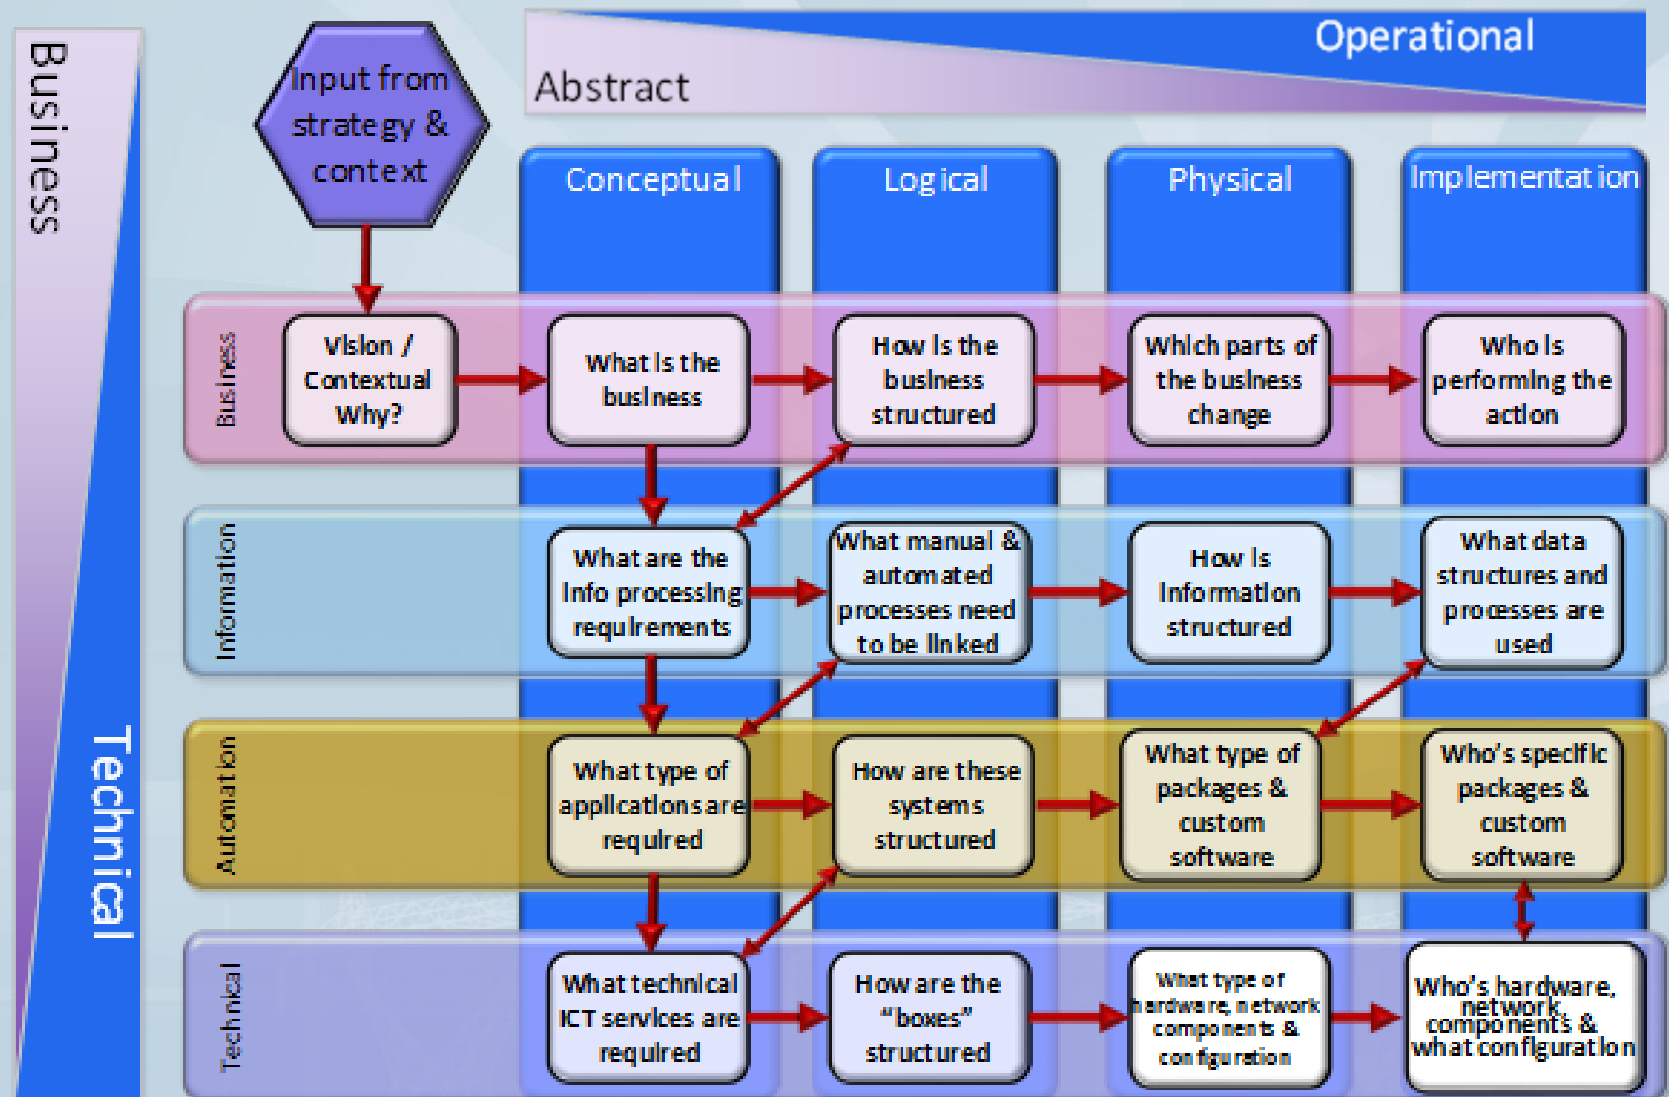 Business
Technical
Input from
strategy &
context
Abstract
Operational
Conceptual
Logical
Physical
Implementation
Business
Vision /
Contextual
Why?
What is the
business
How is the
business
structured
Which parts of
the business
change
Who is
performing the
action
Information
What are the
info processing
requirements
What manual &
automated
processes need
to be linked
How is
information
structured
What data
structures and
processes are
used
Automation
What type of
applications are
required
How are these
systems
structured
What type of
packages &
custom
software
Who's specific
packages &
custom
software
Technical
What technical
ICT services are
required
How are the
"boxes"
structured
What type of
hardware, network
components &
configuration
Who's hardware,
network,
components &
what configuration